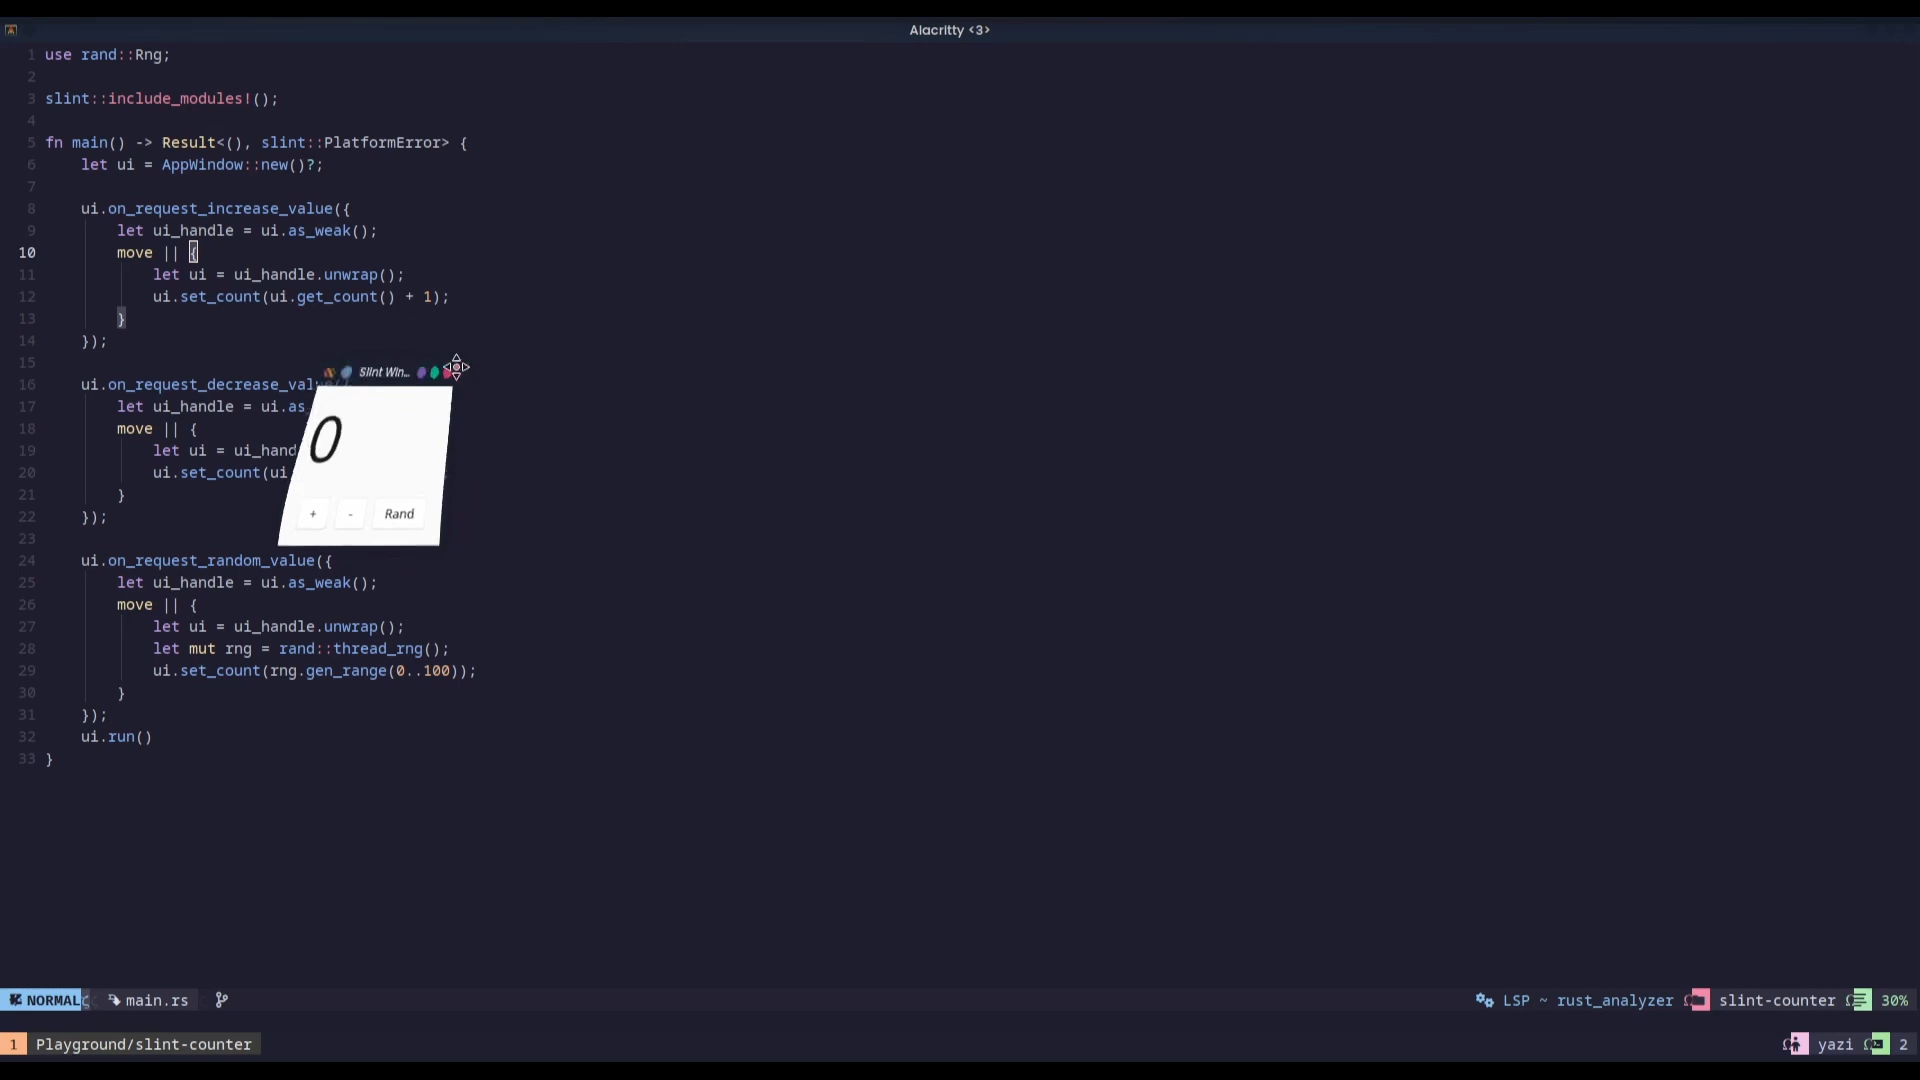 Alacritty <3>
1 use rand::Rng;
2
3 slint::include_modules!();
4
5 fn main() -> Result<(), slint::PlatformError> {
6 let ui = AppWindow::new()?;
7
8 ui.on_request_increase_value({
9 let ui_handle = ui.as_weak();
10 move || {
11 let ui = ui_handle.unwrap();
12 ui.set_count(ui.get_count() + 1);
13 }
14 });
15
16 ui.on_request_decrease_val
17 let ui_handle = ui.as_
18 move || {
19 let ui = ui_hand
20 ui.set_count(ui
21 }
22 });
23
24 ui.on_request_random_value({
25 let ui_handle = ui.as_weak();
26 move || {
27 let ui = ui_handle.unwrap();
28 let mut rng = rand::thread_rng();
29 ui.set_count(rng.gen_range(0..100));
30 }
31 });
32 ui.run()
33 }
Slint Win...
0
+ - Rand
NORMAL main.rs LSP ~ rust_analyzer slint-counter 30%
1 Playground/slint-counter yazi 2